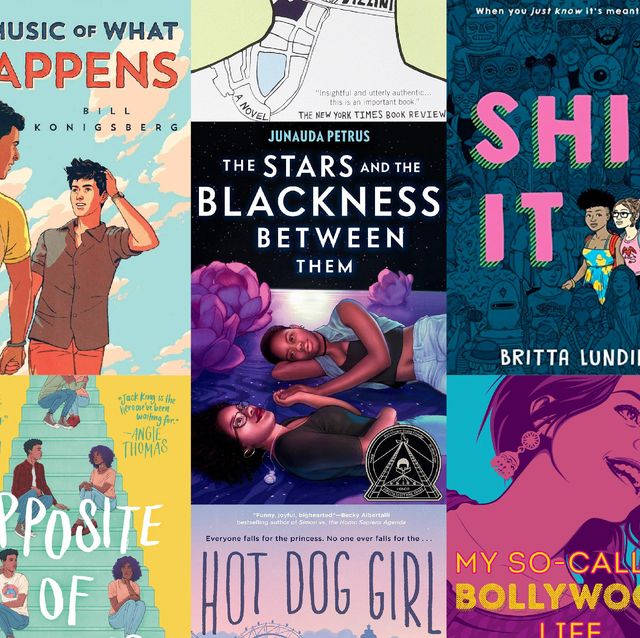 MUSIC OF WHAT
APPENS
BILL
KONIGSBERG
A NOVEL
"Insightful and utterly authentic...
this is an important book."
THE NEW YORK TIMES BOOK REVIEW
JUNAUDA PETRUS
THE STARS AND THE
BLACKNESS
BETWEEN
THEM
When you just know it's meant
SHI
IT
BRITTA LUNDI
"Jack King is the
hero we've been
waiting for."
ANGIE
THOMAS
PPOSITE
OF
"Funny, joyful, bighearted"—Becky Albertalli
bestselling author of Simon vs. the Homo Sapiens Agenda
Everyone falls for the princess. No one ever falls for the . . .
HOT DOG GIRL
MY SO-CALL
BOLLYWOO
LIFE